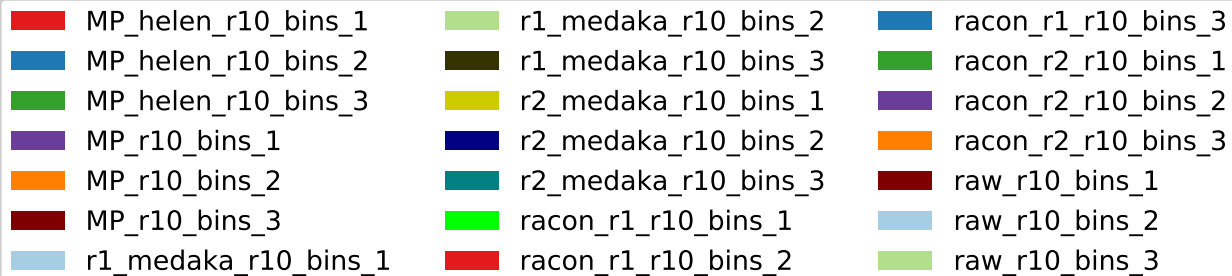 MP_helen_r10_bins_1
MP_helen_r10_bins_2
MP_helen_r10_bins_3
MP_r10_bins_1
MP_r10_bins_2
MP_r10_bins_3
r1_medaka_r10_bins_1
r1_medaka_r10_bins_2
r1_medaka_r10_bins_3
r2_medaka_r10_bins_1
r2_medaka_r10_bins_2
r2_medaka_r10_bins_3
racon_r1_r10_bins_1
racon_r1_r10_bins_2
racon_r1_r10_bins_3
racon_r2_r10_bins_1
racon_r2_r10_bins_2
racon_r2_r10_bins_3
raw_r10_bins_1
raw_r10_bins_2
raw_r10_bins_3